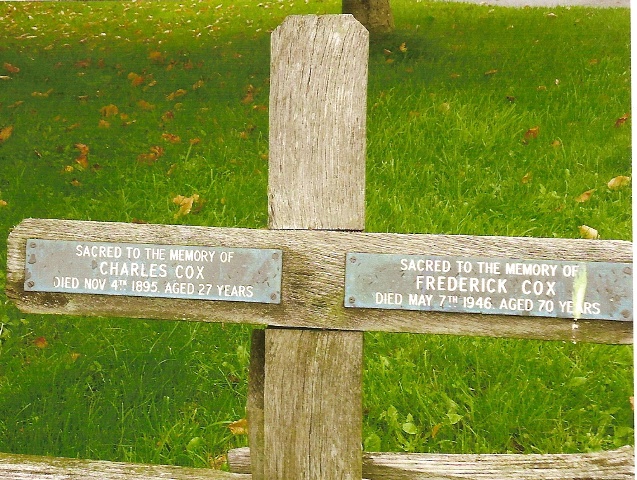 SACRED TO THE MEMORY OF
CHARLES COX
DIED NOV 4TH 1895. AGED 27 YEARS
SACRED TO THE MEMORY OF
FREDERICK COX
DIED MAY 7TH 1946. AGED 70 YEARS